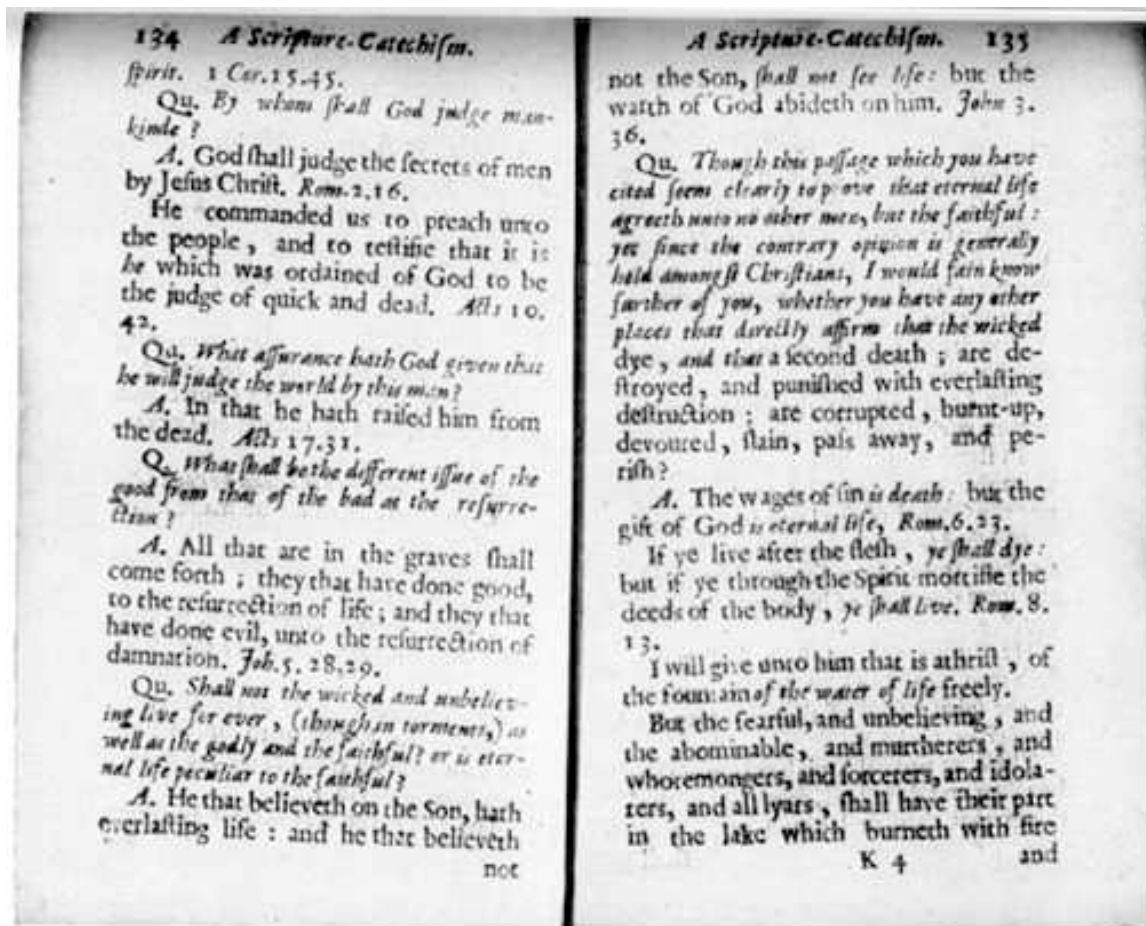 134 A Scripture-Catechiſm.
ſpirit. 1 Cor.15.45.
Qu. By whom ſhall God judge man-
kinde ?
A. God ſhall judge the ſecrets of men
by Jeſus Chriſt. Rom.2.16.
He commanded us to preach unto
the people , and to teſtifie that it is
he which was ordained of God to be
the judge of quick and dead. Acts 10.
42.
Qu. What aſſurance hath God given that
he will judge the world by this man ?
A. In that he hath raiſed him from
the dead. Acts 17.31.
Q. What ſhall be the different iſſue of the
good from that of the bad at the reſurre-
ction ?
A. All that are in the graves ſhall
come forth ; they that have done good,
to the reſurrection of life ; and they that
have done evil, unto the reſurrection of
damnation. Joh.5.28,29.
Qu. Shall not the wicked and unbeliev-
ing live for ever , (though in torments,) as
well as the godly and the faithful ? or is eter-
nal life peculiar to the faithful ?
A. He that believeth on the Son, hath
everlaſting life : and he that believeth
not
A Scripture-Catechiſm. 135
not the Son, ſhall not ſee life : but the
warth of God abideth on him. John 3.
36.
Qu. Though this paſſage which you have
cited ſeem clearly to prove that eternal life
agreeth unto no other men, but the faithful :
yet ſince the contrary opinion is generally
held amongſt Chriſtians, I would fain know
farther of you, whether you have any other
places that directly affirm that the wicked
dye , and that a ſecond death ; are de-
ſtroyed , and puniſhed with everlaſting
deſtruction ; are corrupted , burnt-up,
devoured , ſlain, paſs away, and pe-
riſh ?
A. The wages of ſin is death : but the
gift of God is eternal life, Rom.6.23.
If ye live after the fleſh , ye ſhall dye :
but if ye through the Spirit mortifie the
deeds of the body , ye ſhall live. Rom. 8.
13.
I will give unto him that is athriſt , of
the fountain of the water of life freely.
But the fearful, and unbelieving , and
the abominable, and murtherers , and
whoremongers, and ſorcerers, and idola-
ters, and all lyars , ſhall have their part
in the lake which burneth with fire
K 4 and